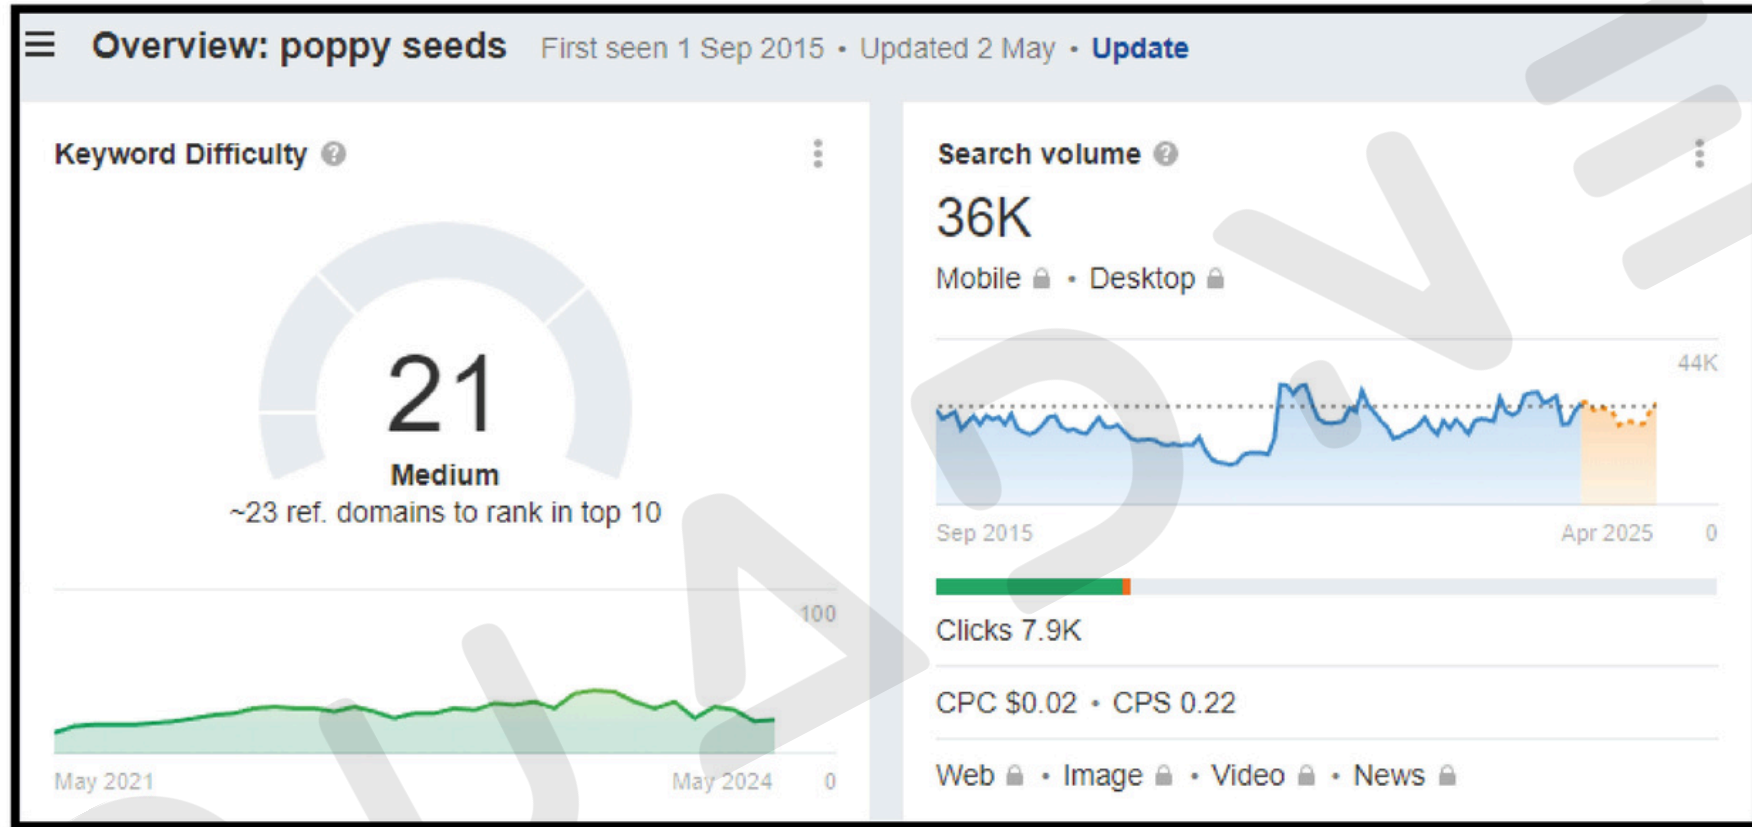 Overview: poppy seeds First seen 1 Sep 2015 • Updated 2 May • Update
Keyword Difficulty
21
Medium
~23 ref. domains to rank in top 10
100
May 2021 May 2024 0
Search volume
36K
Mobile • Desktop
44K
Sep 2015 Apr 2025 0
Clicks 7.9K
CPC $0.02 • CPS 0.22
Web • Image • Video • News